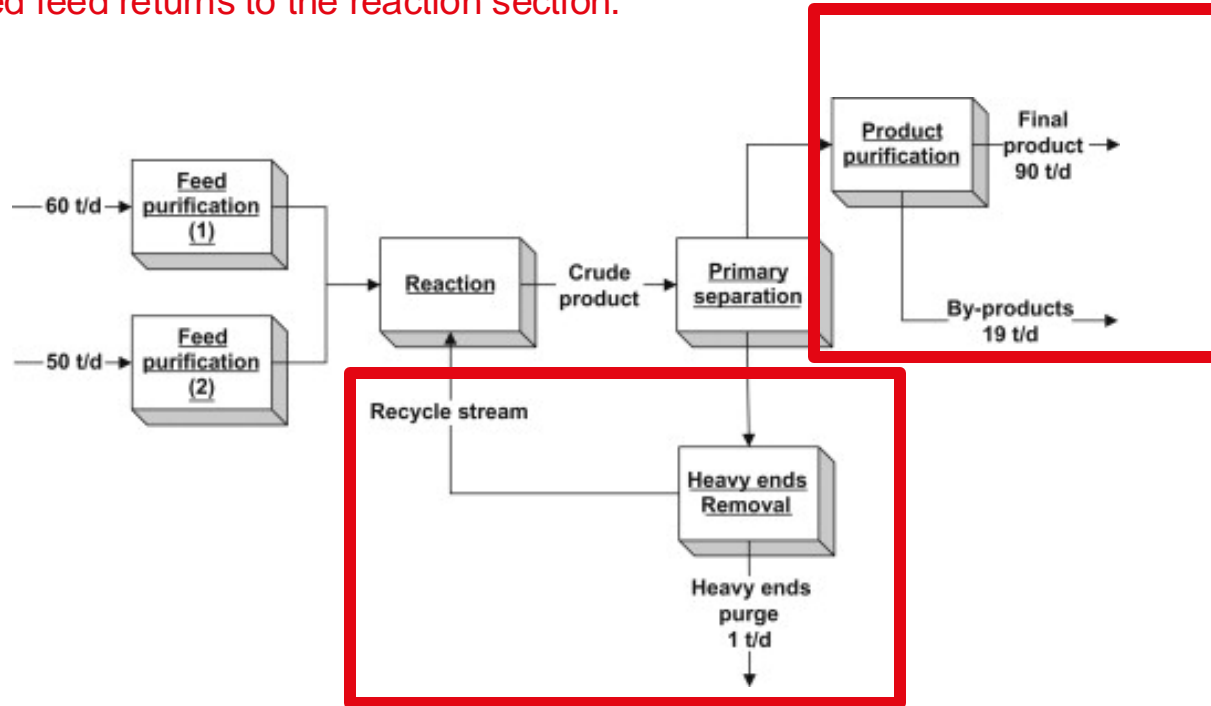 ed feed returns to the reaction section.
Feed
purification
(1)
60 t/d
Feed
purification
(2)
50 t/d
Reaction
Crude
product
Primary
separation
Product
purification
Final
product
90 t/d
By-products
19 t/d
Recycle stream
Heavy ends
Removal
Heavy ends
purge
1 t/d